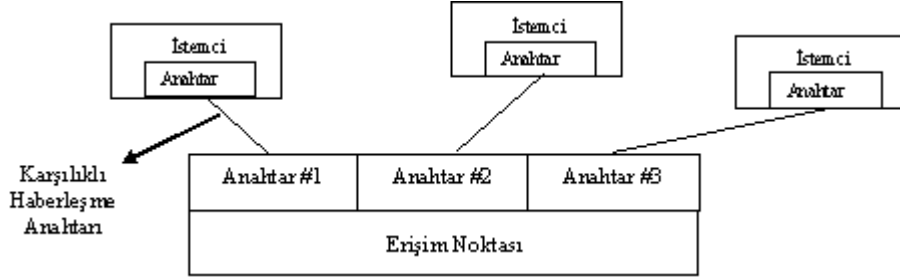 İstemci
Anahtar
İstemci
Anahtar
İstemci
Anahtar
Karşılıklı
Haberleşme
Anahtarı
Anahtar #1
Anahtar #2
Anahtar #3
Erişim Noktası